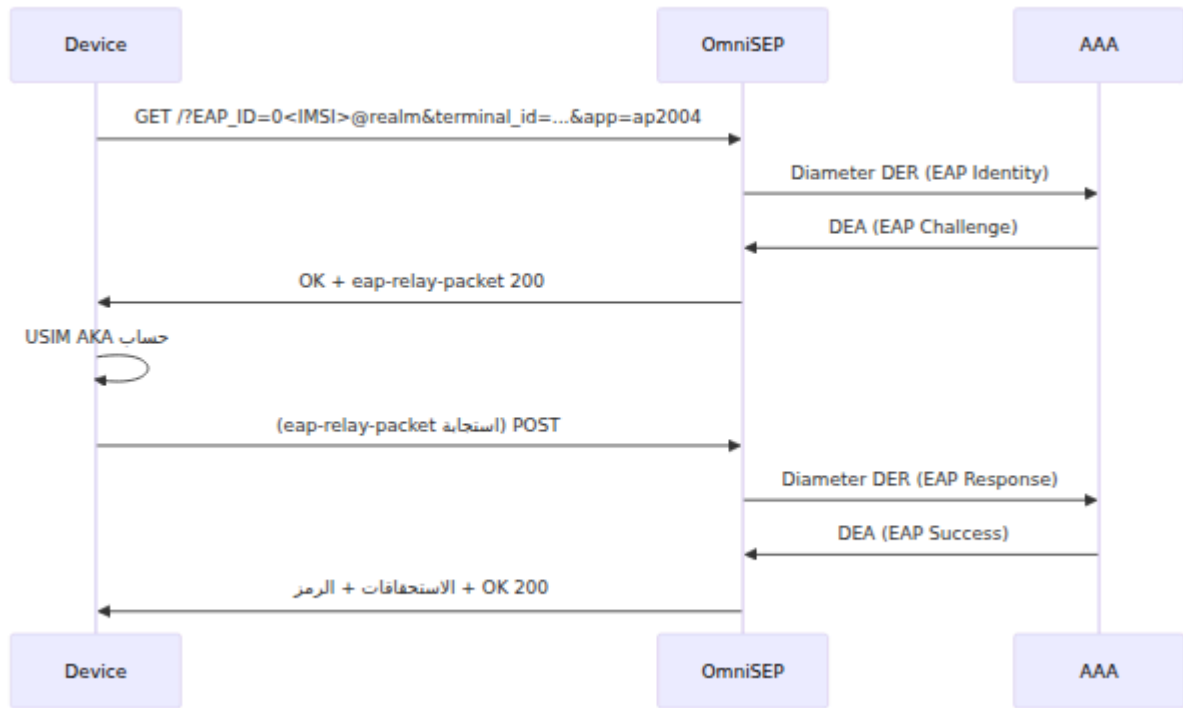 Device OmniSEP AAA
GET /?EAP_ID=0<IMSI>@realm&terminal_id=...&app=ap2004
Diameter DER (EAP Identity)
DEA (EAP Challenge)
OK + eap-relay-packet 200
حساب USIM AKA
POST (استجابة eap-relay-packet)
Diameter DER (EAP Response)
DEA (EAP Success)
200 OK + الاستحقاقات + الرمز
Device OmniSEP AAA